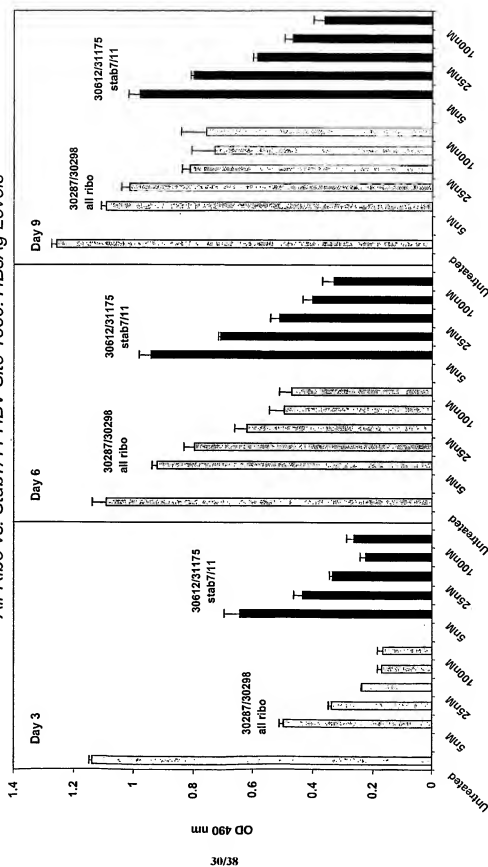 All Ribo vs. Stab7/11 HBV Site HBsAg Levels
Day 3
Day 6
Day 9
30287/30298
all ribo
30612/31175
stab7/11
30287/30298
all ribo
30612/31175
stab7/11
30287/30298
all ribo
30612/31175
stab7/11
OD 490 nm
1.4
1.2
1
0.8
0.6
0.4
0.2
0
Untreated
5nM
25nM
100nM
5nM
25nM
100nM
Untreated
5nM
25nM
100nM
5nM
25nM
100nM
Untreated
5nM
25nM
100nM
5nM
25nM
100nM
30/38